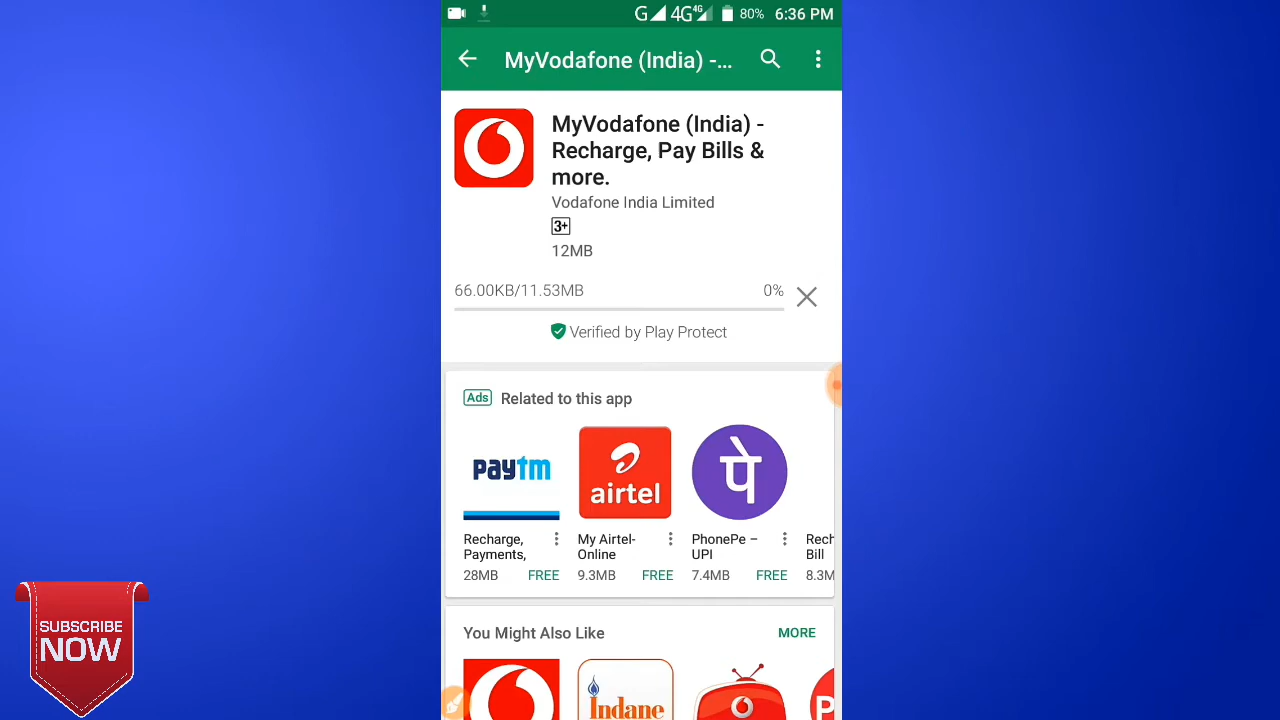 G 4G 4G 80% 6:36 PM
MyVodafone (India) -...
MyVodafone (India) -
Recharge, Pay Bills &
more.
Vodafone India Limited
3+
12MB
66.00KB/11.53MB 0%
Verified by Play Protect
Ads Related to this app
paytm airtel पे
Recharge, My Airtel- PhonePe – Rech
Payments, Online UPI Bill
28MB FREE 9.3MB FREE 7.4MB FREE 8.3M
You Might Also Like MORE
Indane
P
SUBSCRIBE
NOW